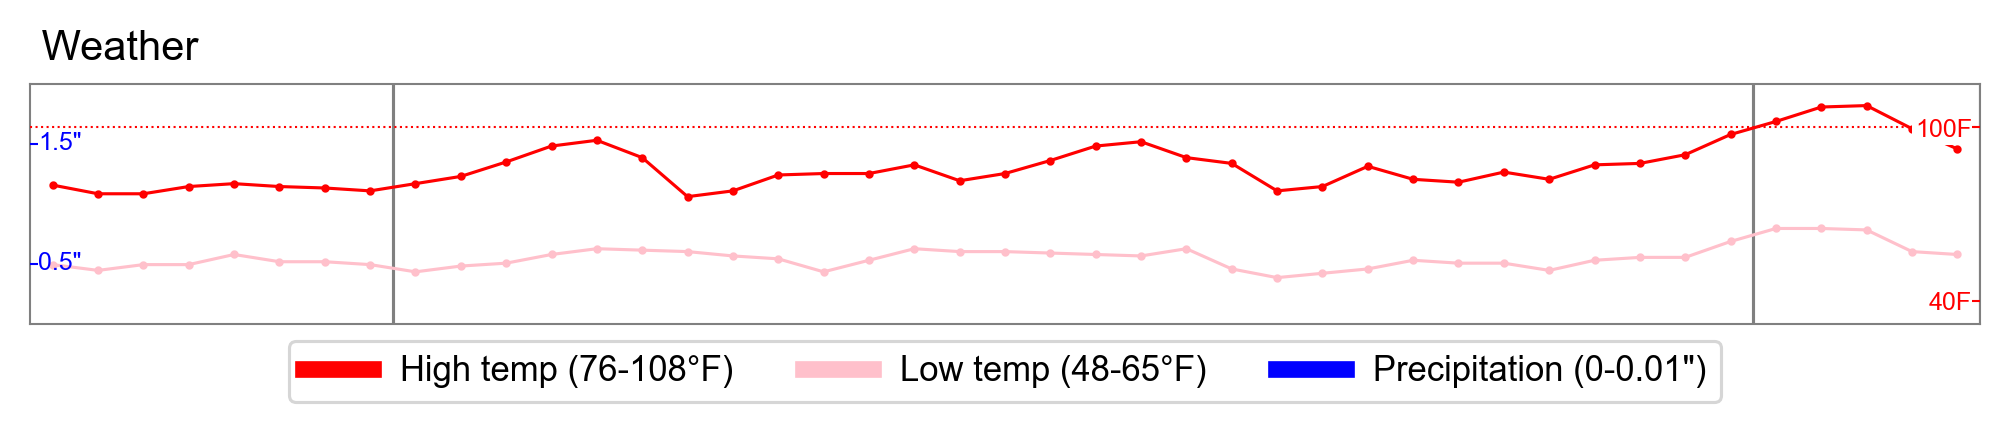 Weather
1.5"
100F
0.5"
40F
High temp (76-108°F) Low temp (48-65°F) Precipitation (0-0.01")